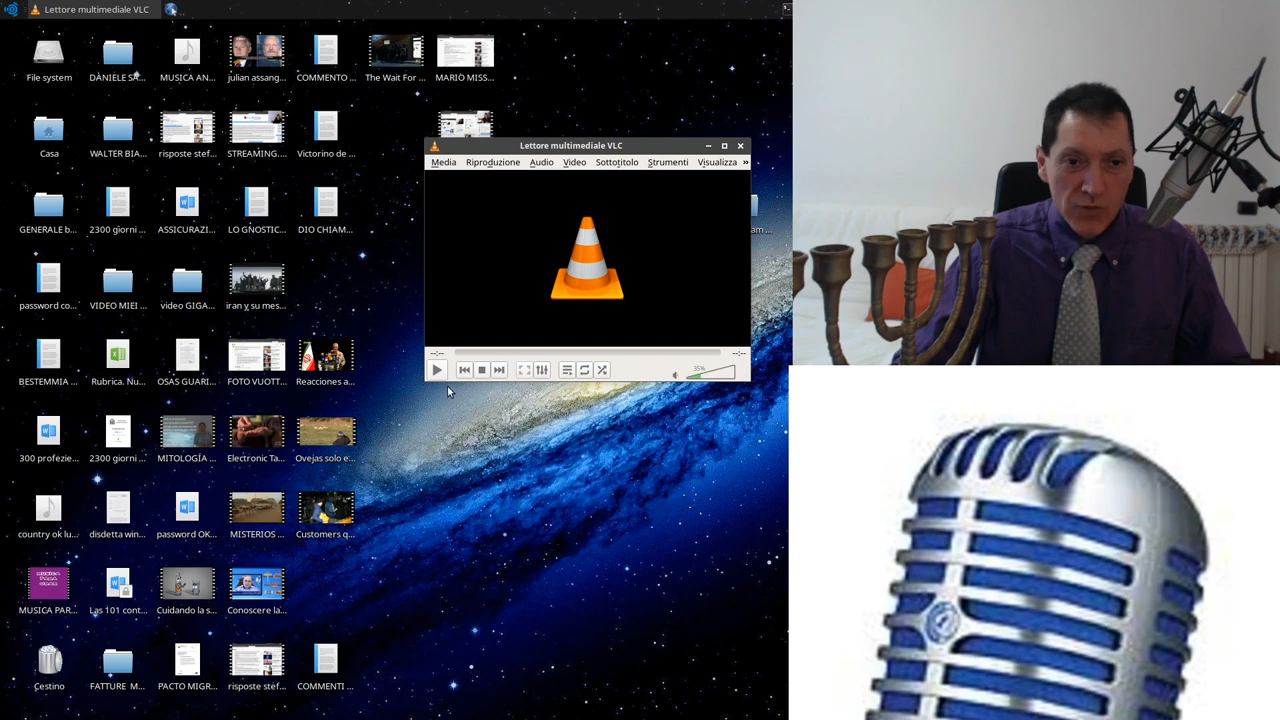 Lettore multimediale VLC
File system
DANIELE SA...
MUSICA AN...
julian assang...
COMMENTO ...
The Wait For ...
MARIO MISS...
Casa
WALTER BIA...
risposte stef...
STREAMING....
Victorino de ...
GENERALE b...
2300 giorni ...
ASSICURAZI...
LO GNOSTIC...
DIO CHIAM...
am ...
password co...
VIDEO MIEI ...
video GIGA...
iran y su mes...
BESTEMMIA ...
Rubrica. Nu...
OSAS GUARI...
FOTO VUOTT...
Reacciones a...
300 profezie...
2300 giorni ...
MITOLOGÍA ...
Electronic Ta...
Ovejas solo e...
country ok lu...
disdetta win...
password OK...
MISTERIOS ...
Customers q...
MUSICA PAR...
Las 101 cont...
Cuidando la s...
Conoscere la...
Cestino
FATTURE M...
PACTO MIGR...
risposte stef...
COMMENTI ...
Lettore multimediale VLC
Media Riproduzione Audio Video Sottotitolo Strumenti Visualizza »
--:-- --:--
35%